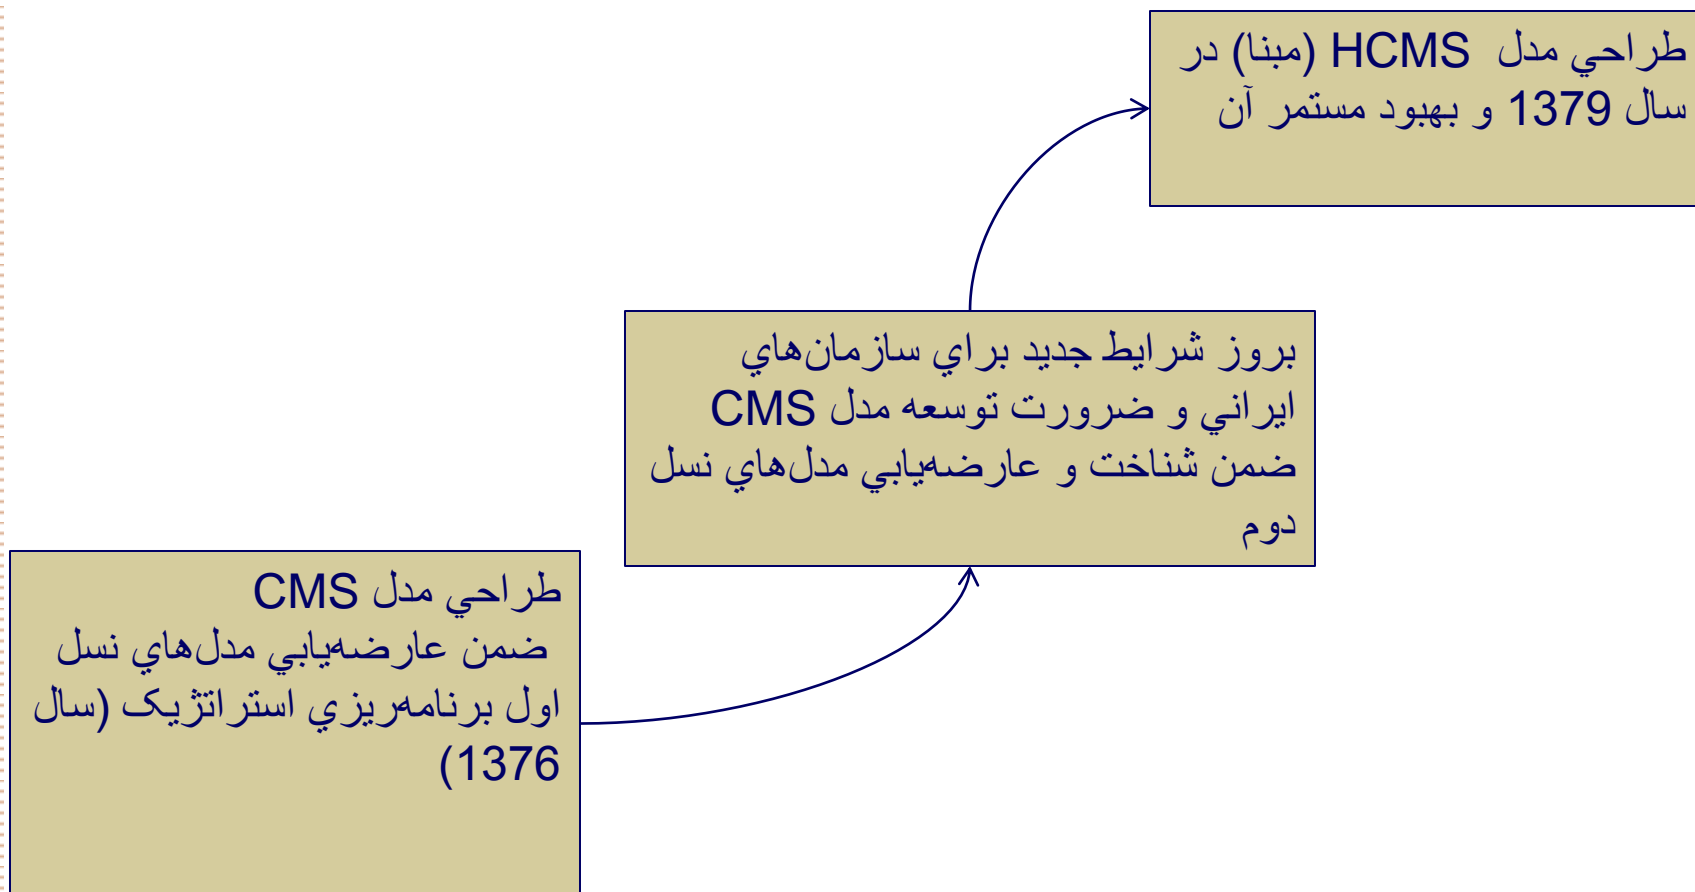 طراحي مدل HCMS (مبنا) در
سال 1379 و بهبود مستمر آن
بروز شرايط جديد براي سازمان‌هاي
ايراني و ضرورت توسعه مدل CMS
ضمن شناخت و عارضه‌يابي مدل‌هاي نسل
دوم
طراحي مدل CMS
ضمن عارضه‌يابي مدل‌هاي نسل
اول برنامه‌ريزي استراتژيک (سال
1376)